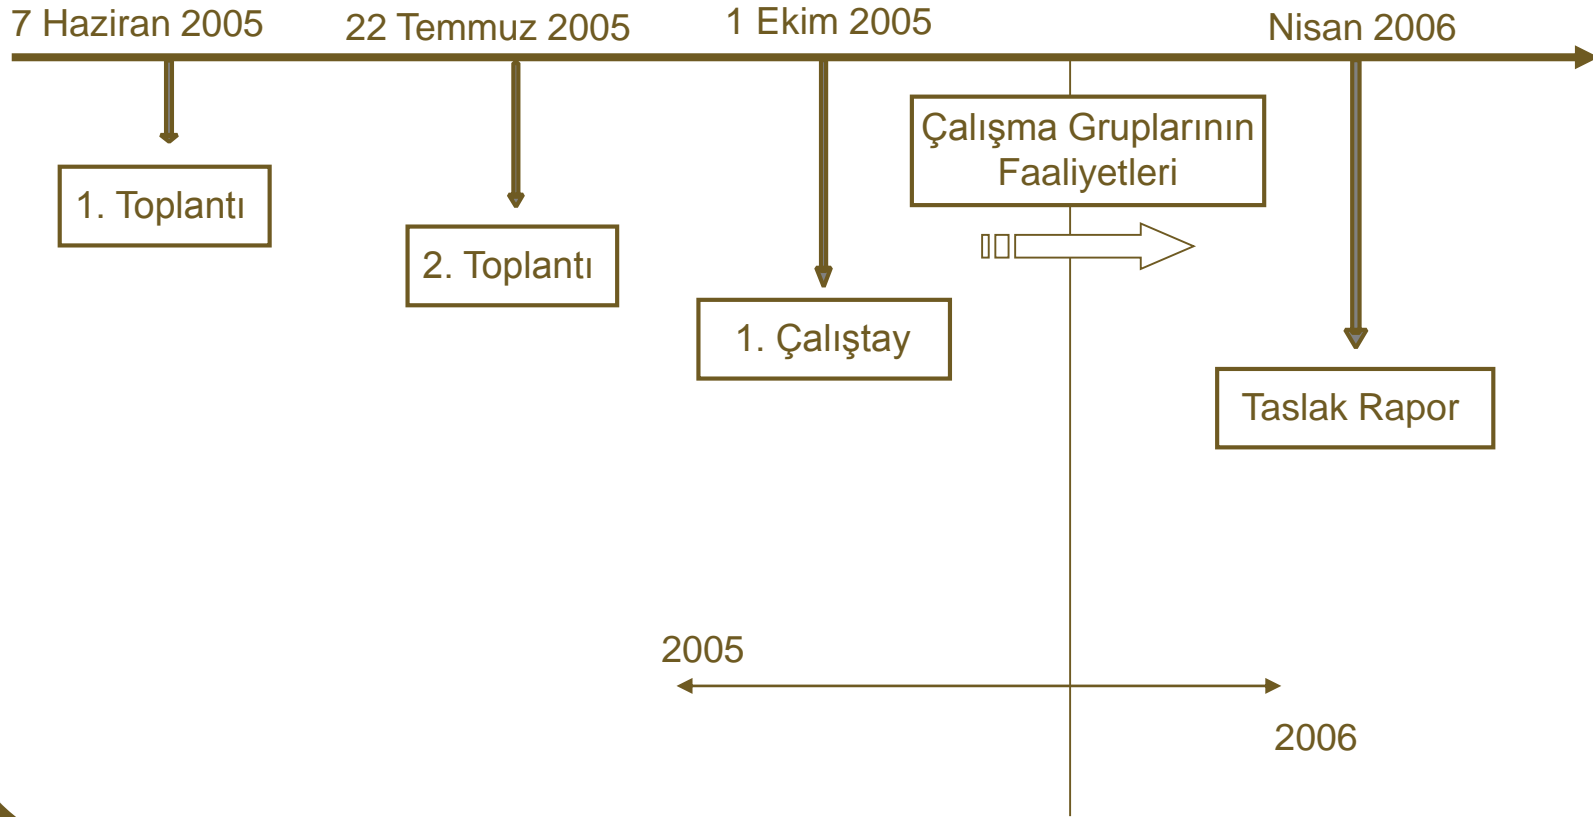 7 Haziran 2005
22 Temmuz 2005
1 Ekim 2005
Nisan 2006
Çalışma Gruplarının
Faaliyetleri
1. Toplantı
2. Toplantı
1. Çalıştay
Taslak Rapor
2005
2006